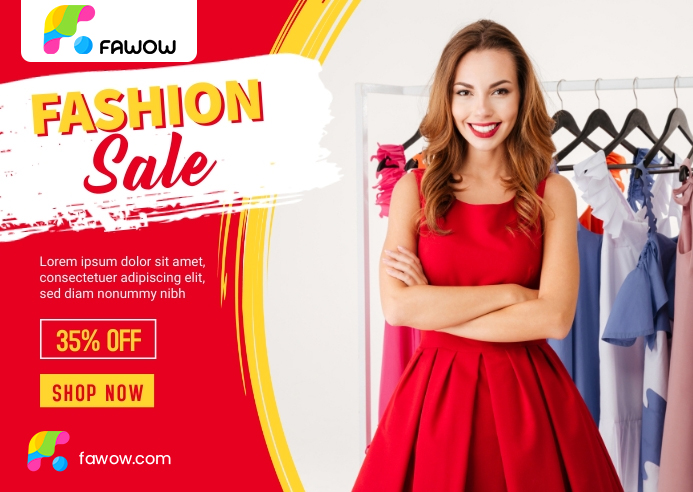 FAWOW
FASHION
Sale
Lorem ipsum dolor sit amet,
consectetuer adipiscing elit,
sed diam nonummy nibh
35% OFF
SHOP NOW
fawow.com